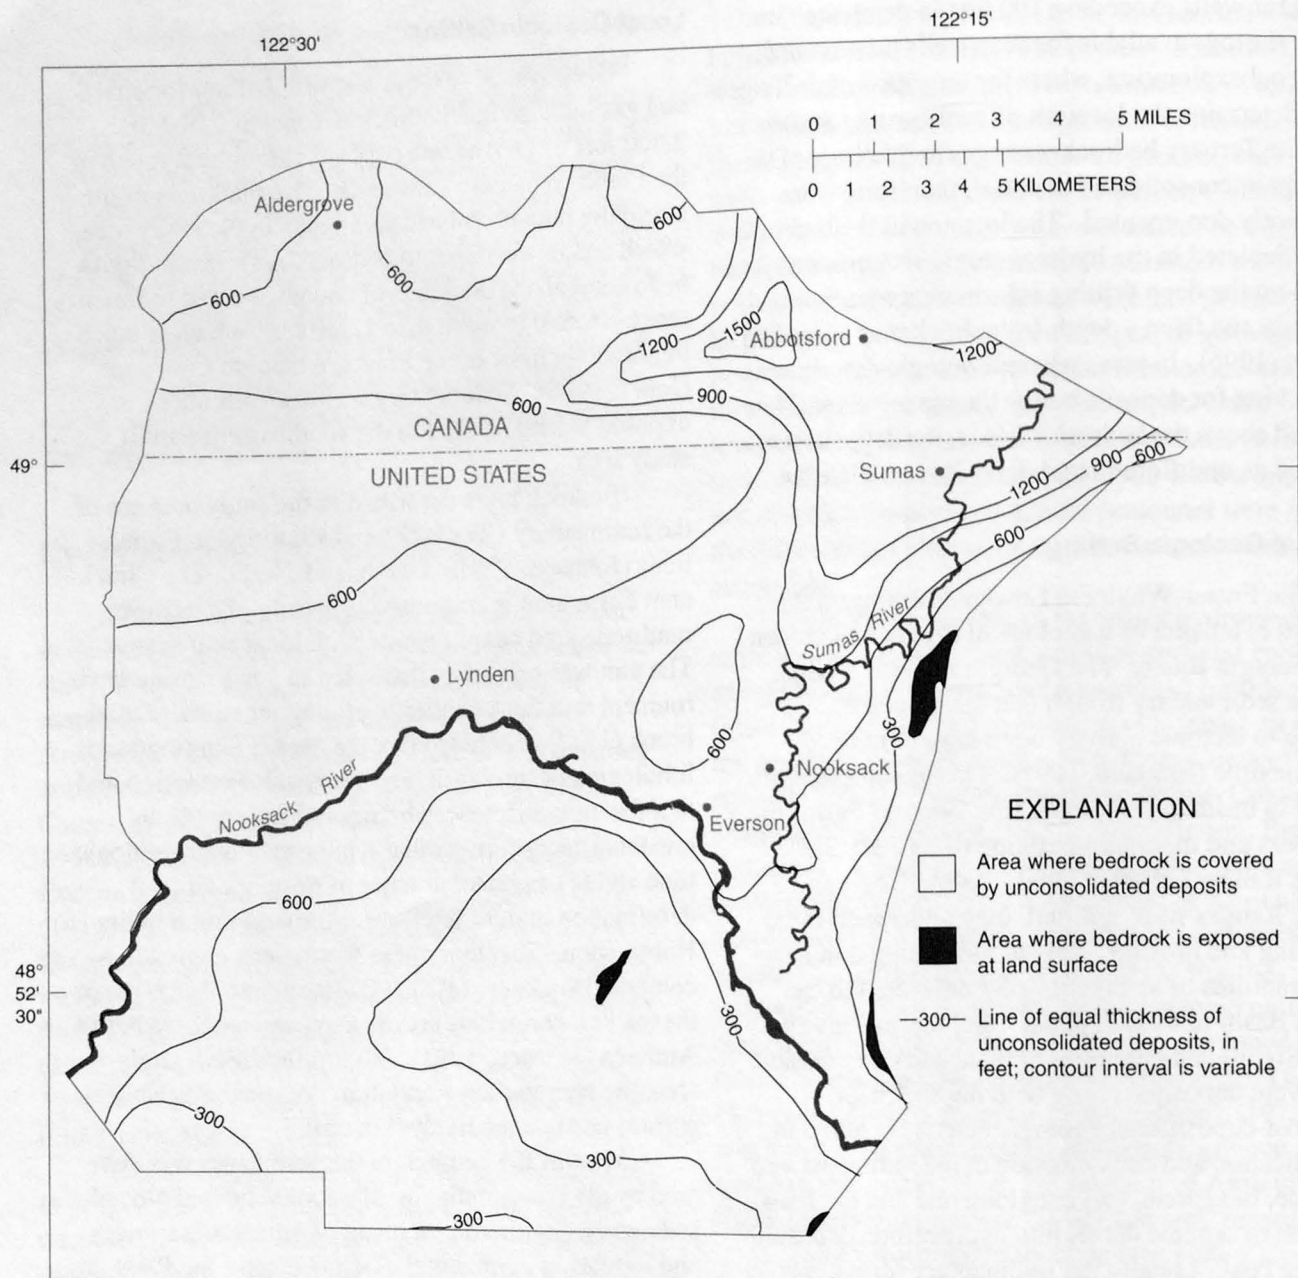 122°30'
122°15'
0 1 2 3 4 5 MILES
0 1 2 3 4 5 KILOMETERS
Aldergrove
600
600
600
1500
1200
Abbotsford
1200
900
600
CANADA
49°
UNITED STATES
Sumas
1200
900
600
600
600
Sumas River
Lynden
300
600
Nooksack
Nooksack River
Everson
EXPLANATION
Area where bedrock is covered
by unconsolidated deposits
600
Area where bedrock is exposed
at land surface
48°
52'
30"
300
300
Line of equal thickness of
unconsolidated deposits, in
feet; contour interval is variable
300
300
300